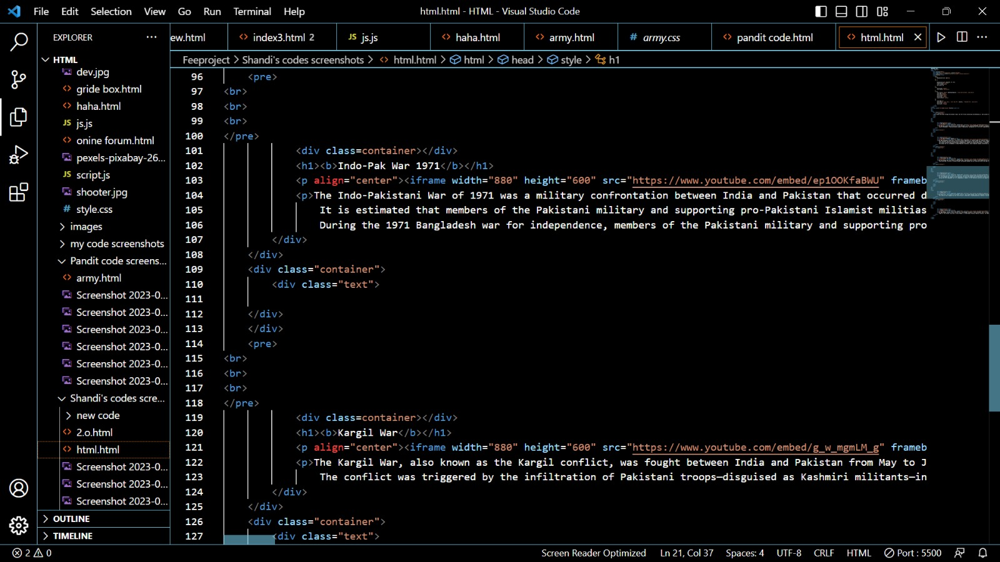 File Edit Selection View Go Run Terminal Help
html.html - HTML - Visual Studio Code
EXPLORER
ew.html index3.html 2 JS js.js haha.html army.html # army.css pandit code.html html.html
HTML
Feeproject > Shandi's codes screenshots > html.html > html > head > style > h1
dev.jpg
gride box.html
haha.html
JS js.js
onine forum.html
pexels-pixabay-26...
JS script.js
shooter.jpg
# style.css
images
my code screenshots
Pandit code screens...
army.html
Screenshot 2023-0...
Screenshot 2023-0...
Screenshot 2023-0...
Screenshot 2023-0...
Screenshot 2023-0...
Screenshot 2023-0...
Shandi's codes scre...
new code
2.o.html
html.html
Screenshot 2023-0...
Screenshot 2023-0...
Screenshot 2023-0...
OUTLINE
TIMELINE
96 <pre>
97 <br>
98 <br>
99 <br>
100 </pre>
101 <div class=container></div>
102 <h1><b>Indo-Pak War 1971</b></h1>
103 <p align="center"><iframe width="880" height="600" src="https://www.youtube.com/embed/ep1OOKfaBWU" frameb
104 <p>The Indo-Pakistani War of 1971 was a military confrontation between India and Pakistan that occurred d
105 It is estimated that members of the Pakistani military and supporting pro-Pakistani Islamist militias
106 During the 1971 Bangladesh war for independence, members of the Pakistani military and supporting pro
107 </div>
108 </div>
109 <div class="container">
110 <div class="text">
111
112 </div>
113 </div>
114 <pre>
115 <br>
116 <br>
117 <br>
118 </pre>
119 <div class=container></div>
120 <h1><b>Kargil War</b></h1>
121 <p align="center"><iframe width="880" height="600" src="https://www.youtube.com/embed/g_w_mgmLM_g" frameb
122 <p>The Kargil War, also known as the Kargil conflict, was fought between India and Pakistan from May to J
123 The conflict was triggered by the infiltration of Pakistani troops—disguised as Kashmiri militants—in
124 </div>
125 </div>
126 <div class="container">
127 <div class="text">
2 0 Screen Reader Optimized Ln 21, Col 37 Spaces: 4 UTF-8 CRLF HTML Port : 5500